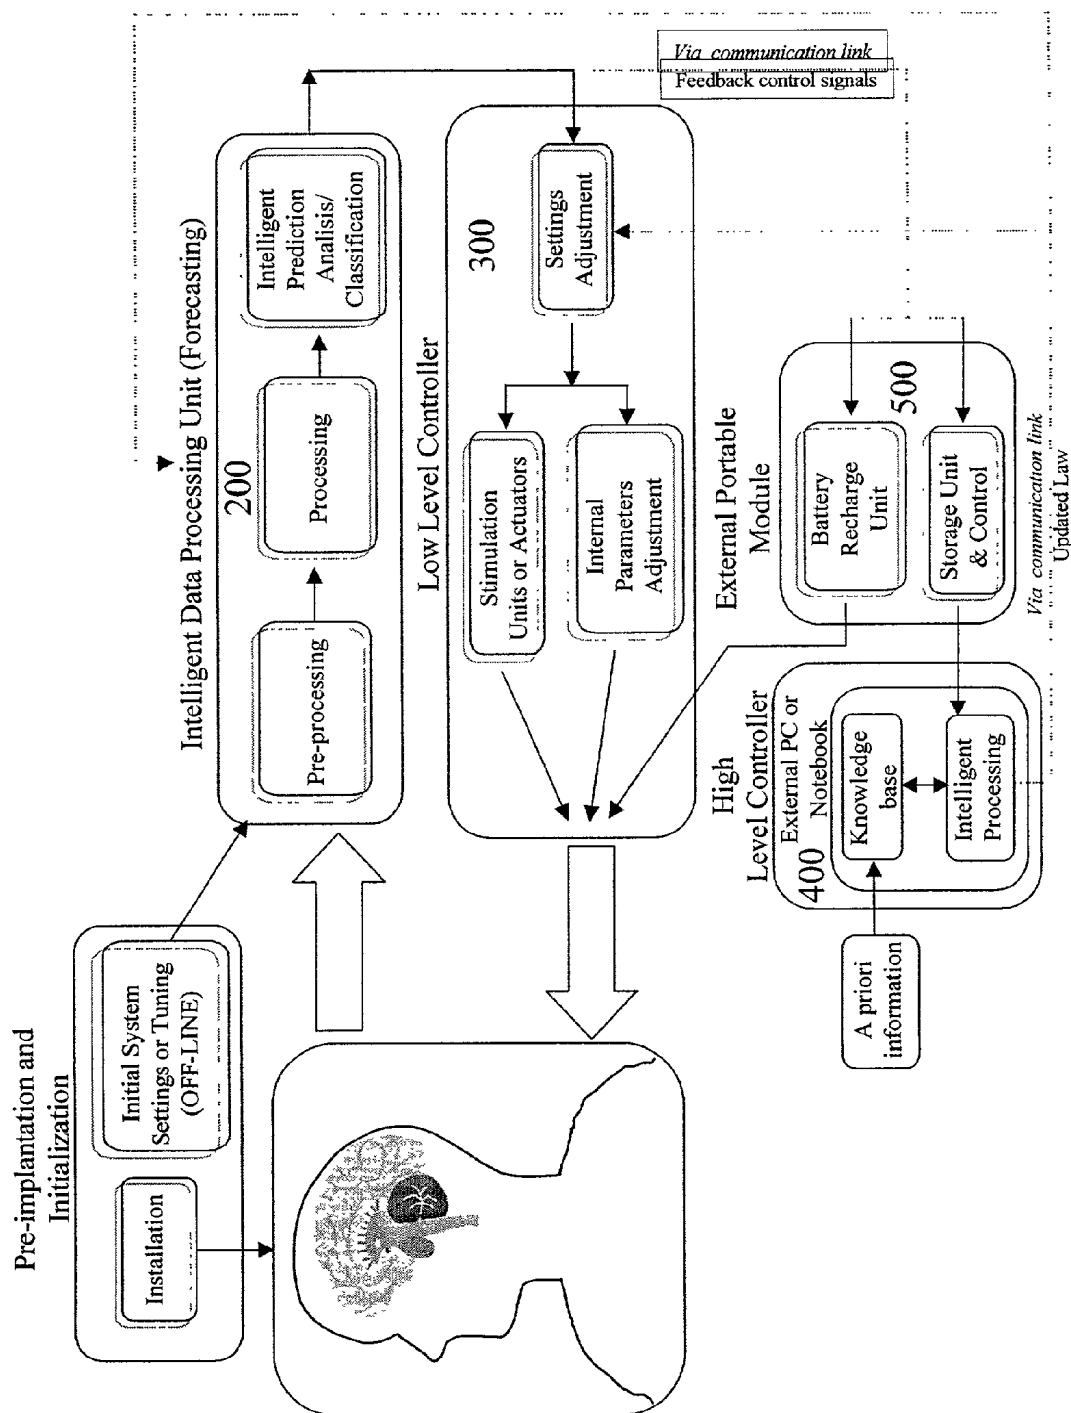 Pre-implantation and
Initialization
Installation
Initial System
Settings or Tuning
(OFF-LINE)
Intelligent Data Processing Unit (Forecasting)
200
Pre-processing
Processing
Intelligent
Prediction
Analisis/
Classification
Low Level Controller
300
Stimulation
Units or Actuators
Internal
Parameters
Adjustment
Settings
Adjustment
Via communication link
Feedback control signals
High
Level Controller
External PC or
Notebook
400
Knowledge
base
Intelligent
Processing
A priori
information
External Portable
Module
Battery
Recharge
Unit
500
Storage Unit
& Control
Via communication link
Updated Law